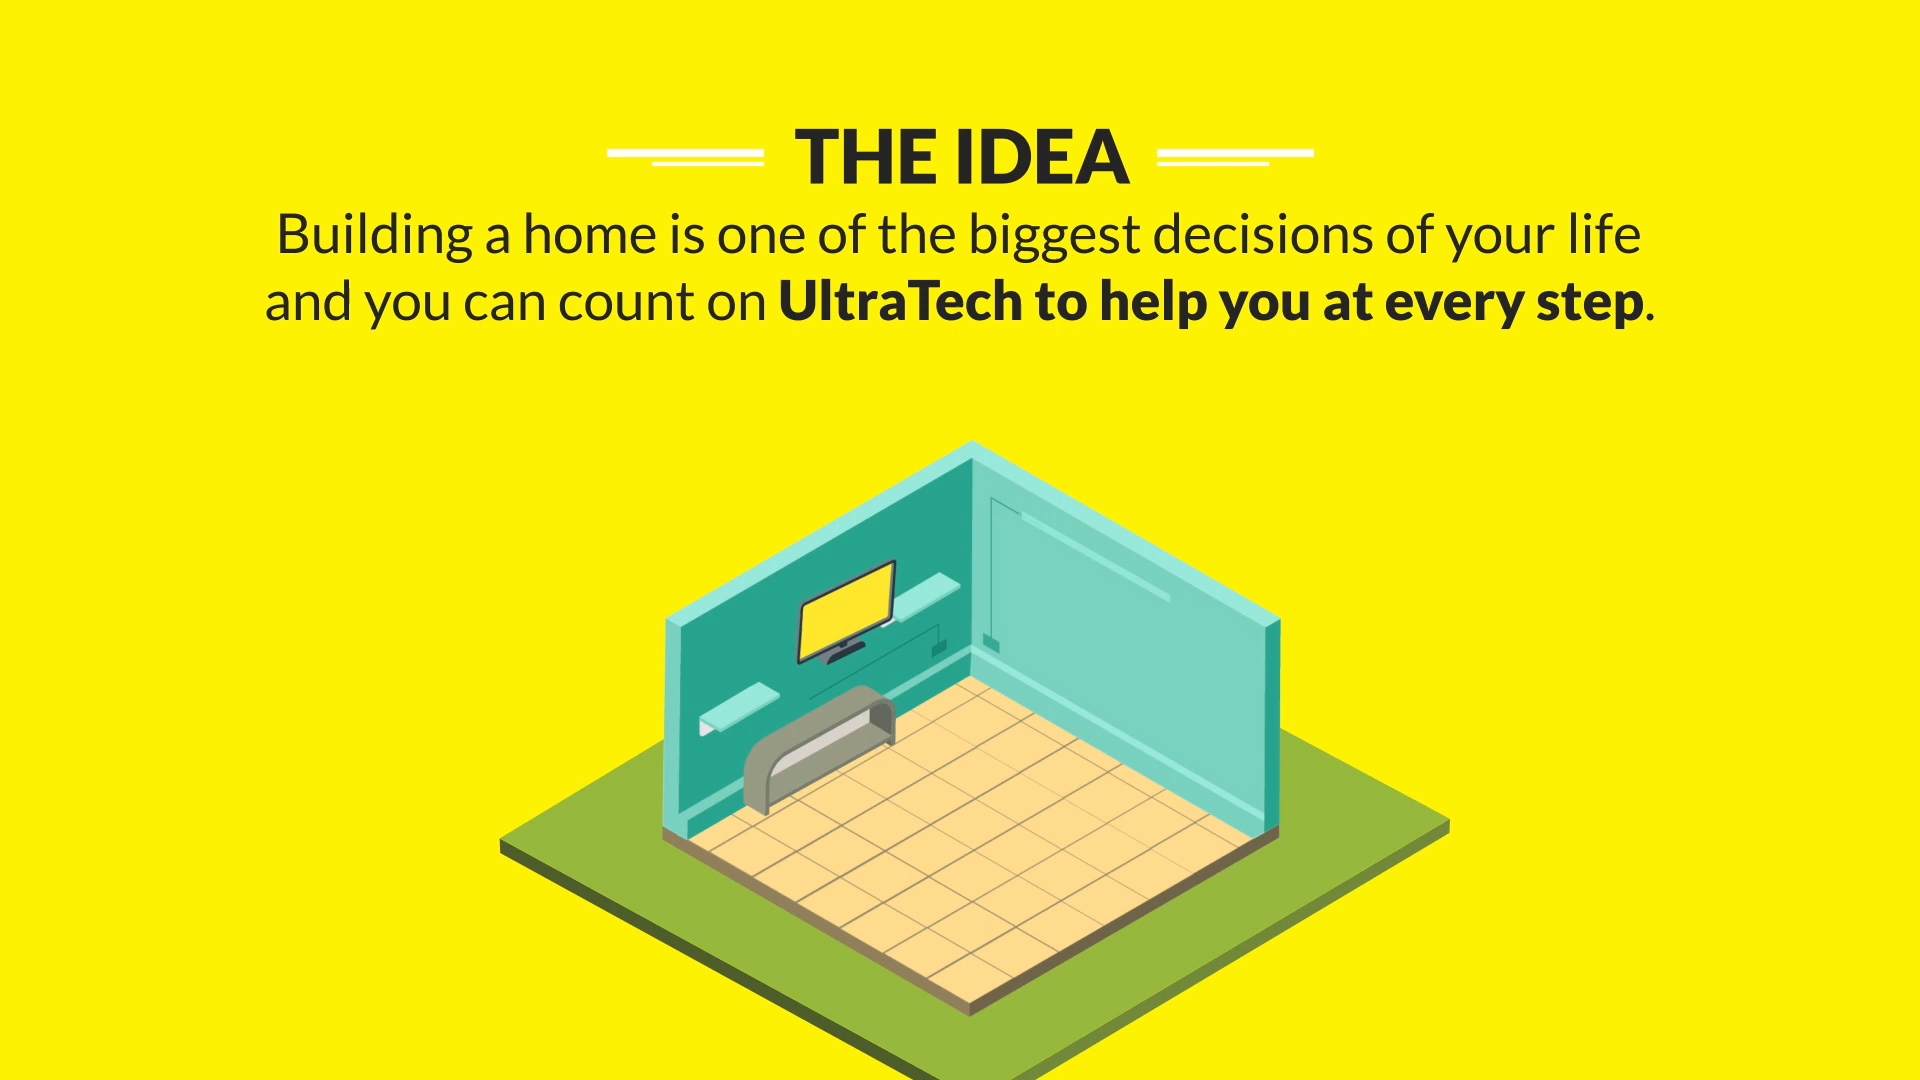 THE IDEA
Building a home is one of the biggest decisions of your life
and you can count on UltraTech to help you at every step.